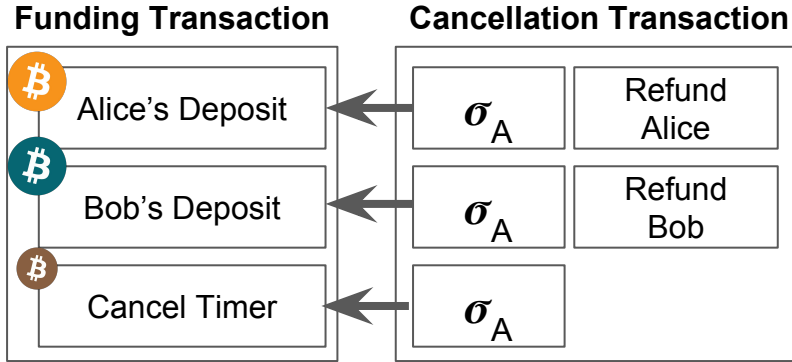 Funding Transaction
Cancellation Transaction
Alice's Deposit
σA
Refund
Alice
Bob's Deposit
σA
Refund
Bob
Cancel Timer
σA